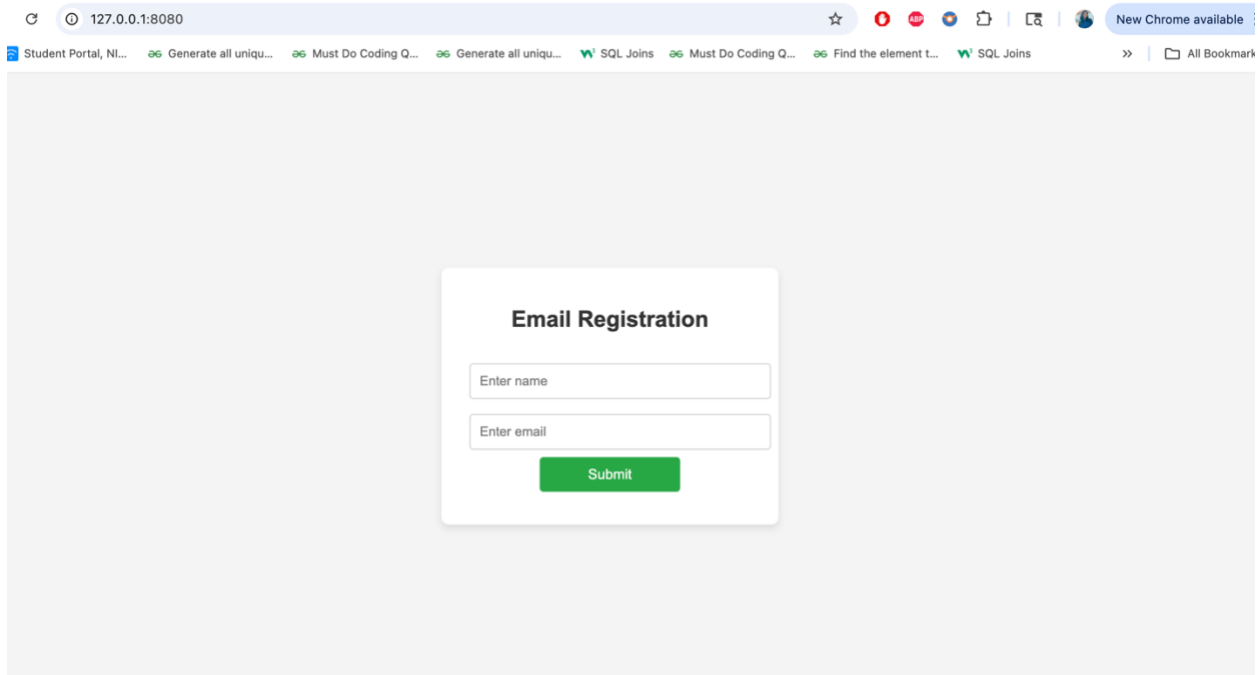 127.0.0.1:8080 ABP New Chrome available
Student Portal, NI... Generate all uniqu... Must Do Coding Q... Generate all uniqu... SQL Joins Must Do Coding Q... Find the element t... SQL Joins » All Bookmark
Email Registration
Enter name
Enter email
Submit